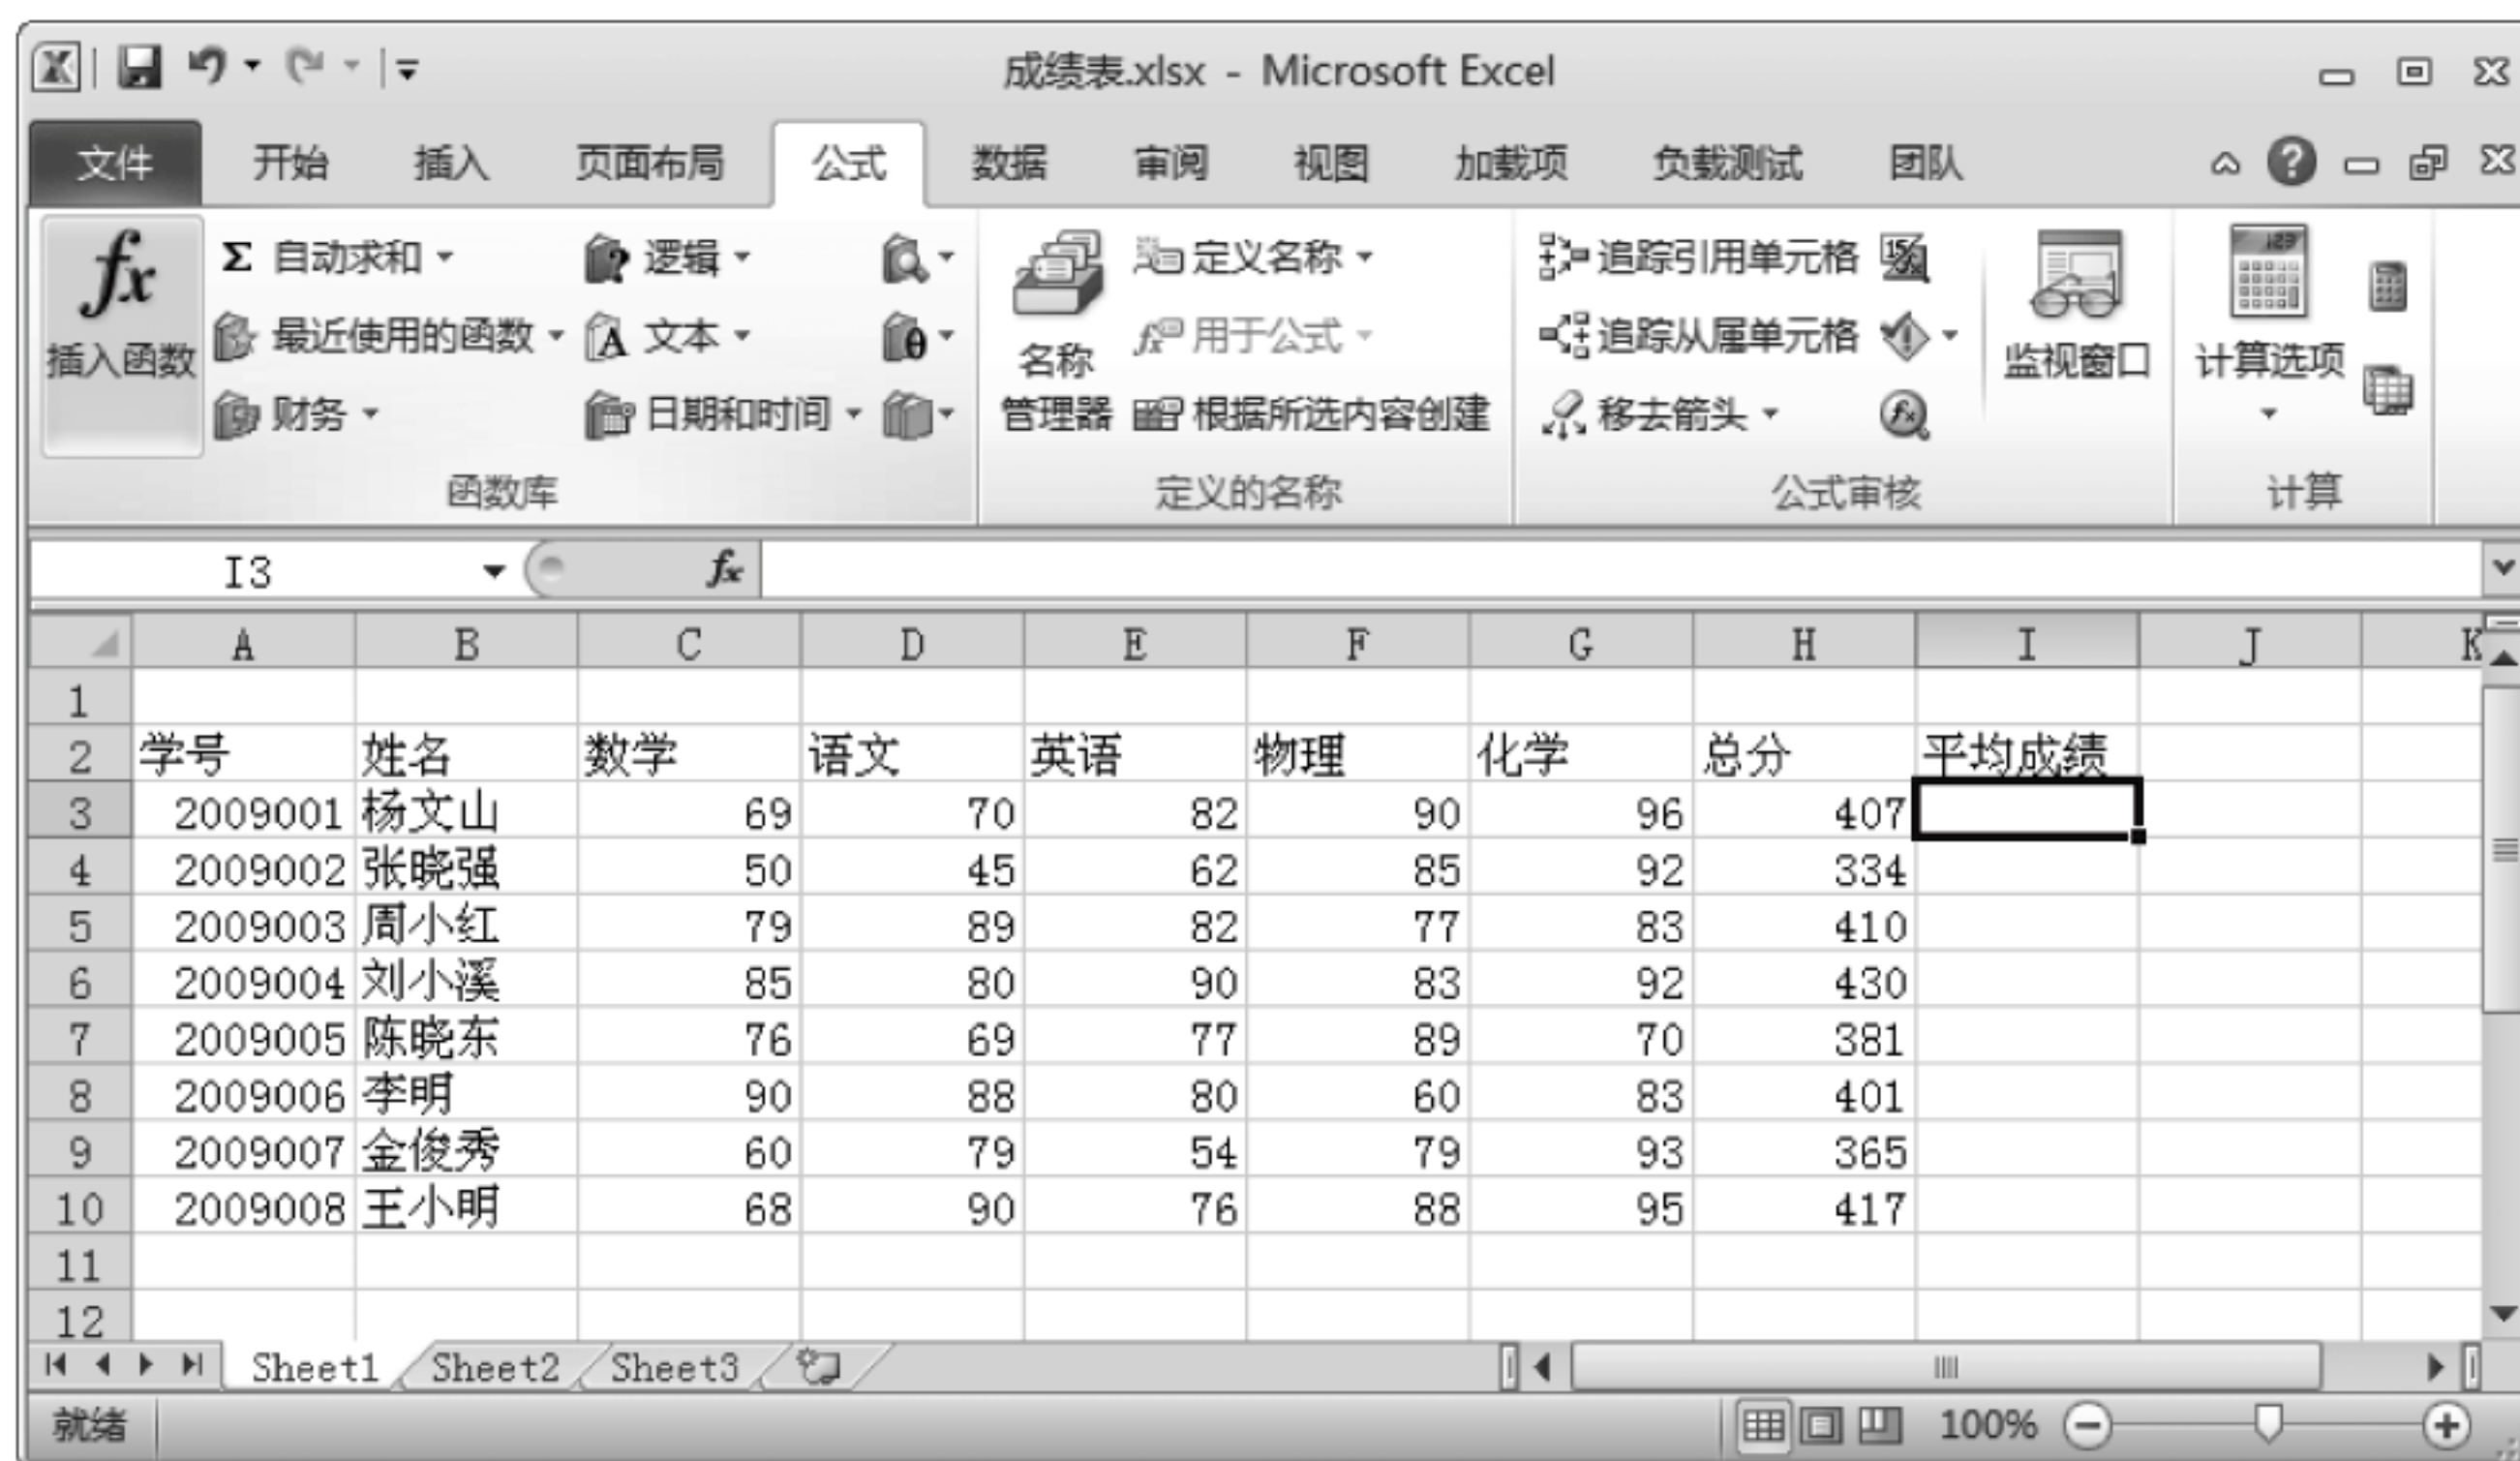 成绩表.xlsx - Microsoft Excel
文件 开始 插入 页面布局 公式 数据 审阅 视图 加载项 负载测试 团队
fx 插入函数
Σ 自动求和 逻辑
最近使用的函数 文本
财务 日期和时间
函数库
名称
管理器
定义名称
用于公式
根据所选内容创建
定义的名称
追踪引用单元格
追踪从属单元格
移去箭头
监视窗口
公式审核
计算选项
计算
I3 fx
A B C D E F G H I J K
1
2 学号 姓名 数学 语文 英语 物理 化学 总分 平均成绩
3 2009001 杨文山 69 70 82 90 96 407
4 2009002 张晓强 50 45 62 85 92 334
5 2009003 周小红 79 89 82 77 83 410
6 2009004 刘小溪 85 80 90 83 92 430
7 2009005 陈晓东 76 69 77 89 70 381
8 2009006 李明 90 88 80 60 83 401
9 2009007 金俊秀 60 79 54 79 93 365
10 2009008 王小明 68 90 76 88 95 417
11
12
Sheet1 Sheet2 Sheet3
就绪 100%